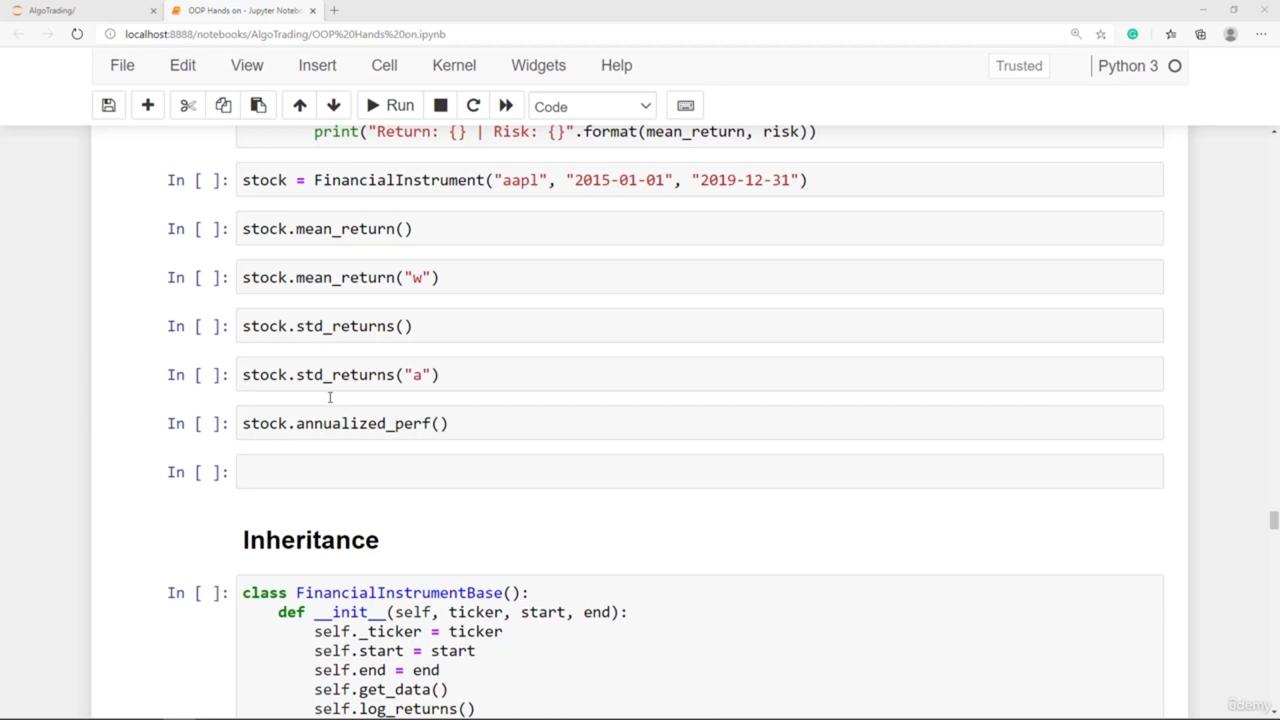 AlgoTrading/
OOP Hands on - Jupyter Notebo
localhost:8888/notebooks/AlgoTrading/OOP%20Hands%20on.ipynb
File Edit View Insert Cell Kernel Widgets Help Trusted Python 3
Run Code
print("Return: {} | Risk: {}".format(mean_return, risk))
In [ ]: stock = FinancialInstrument("aapl", "2015-01-01", "2019-12-31")
In [ ]: stock.mean_return()
In [ ]: stock.mean_return("w")
In [ ]: stock.std_returns()
In [ ]: stock.std_returns("a")
In [ ]: stock.annualized_perf()
In [ ]:
Inheritance
In [ ]: class FinancialInstrumentBase():
def __init__(self, ticker, start, end):
self._ticker = ticker
self.start = start
self.end = end
self.get_data()
self.log_returns()
Udemy